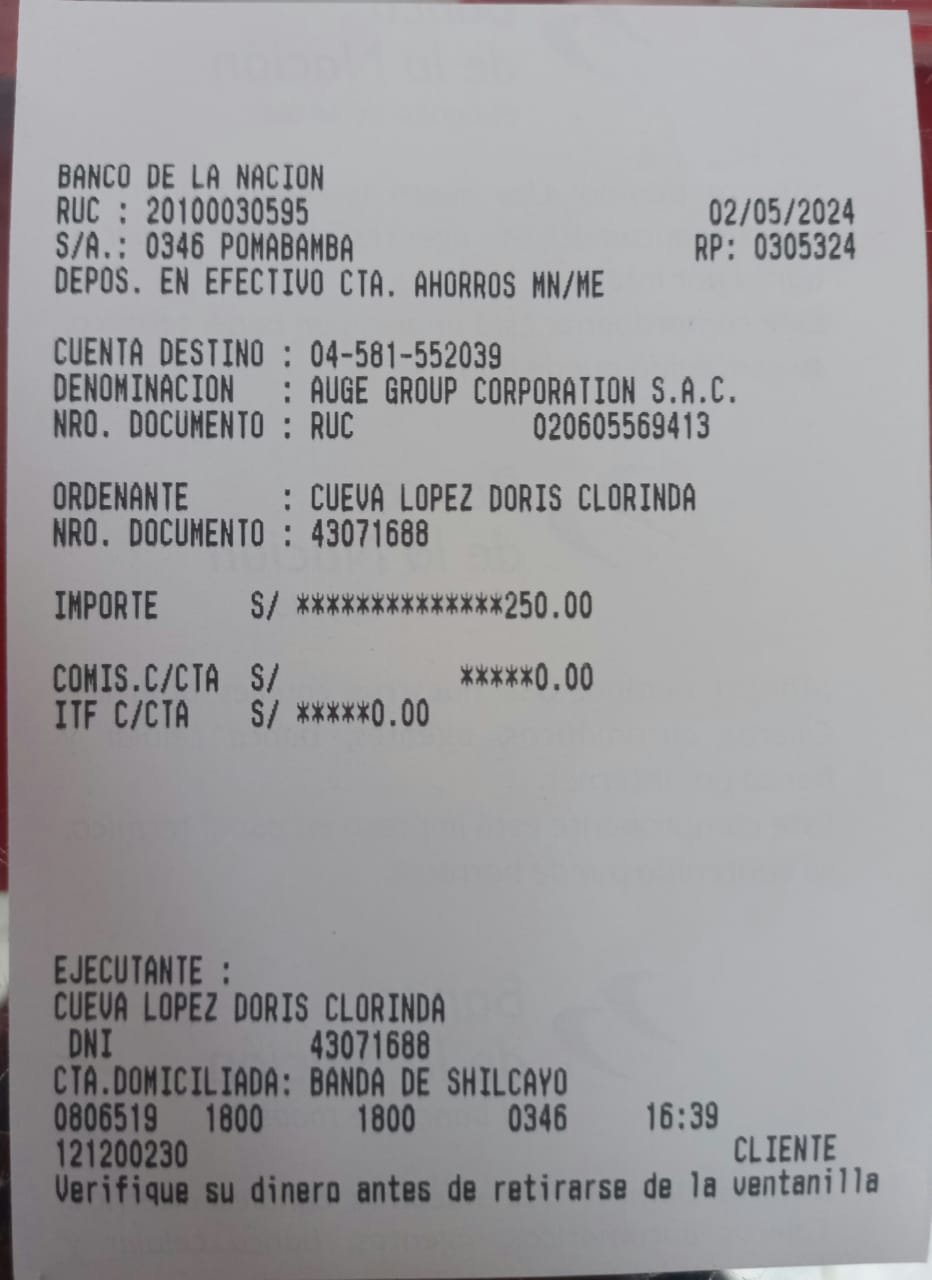 BANCO DE LA NACION
RUC : 20100030595 02/05/2024
S/A.: 0346 POMABAMBA RP: 0305324
DEPOS. EN EFECTIVO CTA. AHORROS MN/ME
CUENTA DESTINO : 04-581-552039
DENOMINACION : AUGE GROUP CORPORATION S.A.C.
NRO. DOCUMENTO : RUC 020605569413
ORDENANTE : CUEVA LOPEZ DORIS CLORINDA
NRO. DOCUMENTO : 43071688
IMPORTE S/ **************250.00
COMIS.C/CTA S/ *****0.00
ITF C/CTA S/ *****0.00
EJECUTANTE :
CUEVA LOPEZ DORIS CLORINDA
DNI 43071688
CTA.DOMICILIADA: BANDA DE SHILCAYO
0806519 1800 1800 0346 16:39
121200230 CLIENTE
Verifique su dinero antes de retirarse de la ventanilla